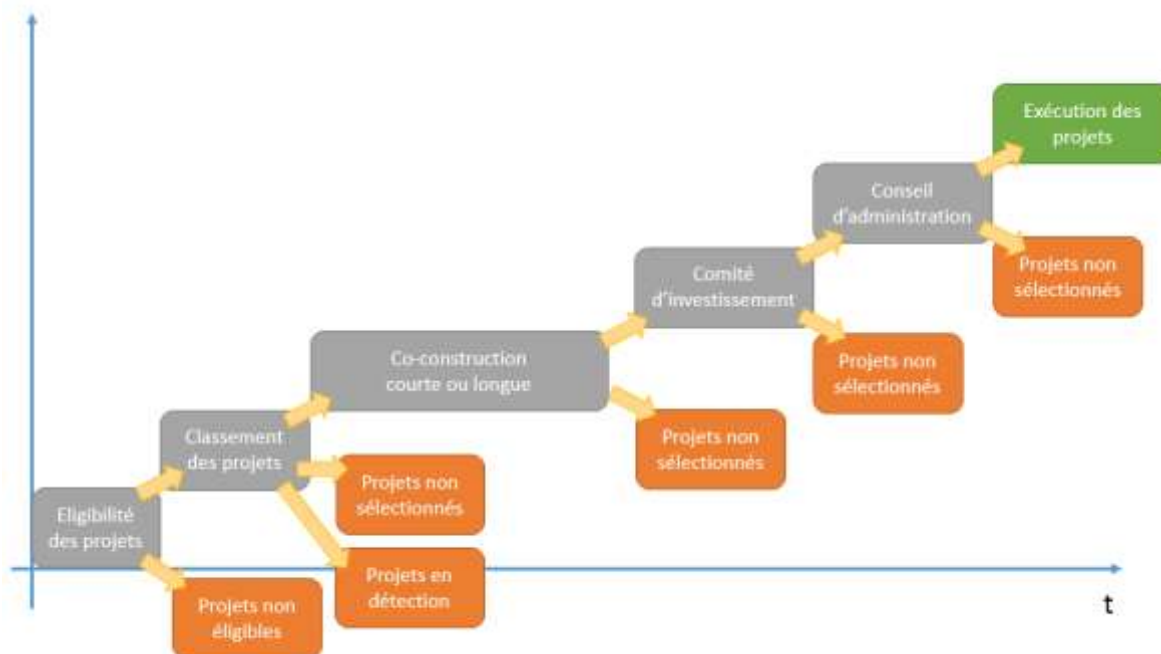 Exécution des
projets
Conseil
d'administration
Projets non
sélectionnés
Comité
d'investissement
Projets non
sélectionnés
Co-construction
courte ou longue
Projets non
sélectionnés
Classement
des projets
Projets non
sélectionnés
Eligibilité
des projets
Projets en
détection
Projets non
éligibles
t